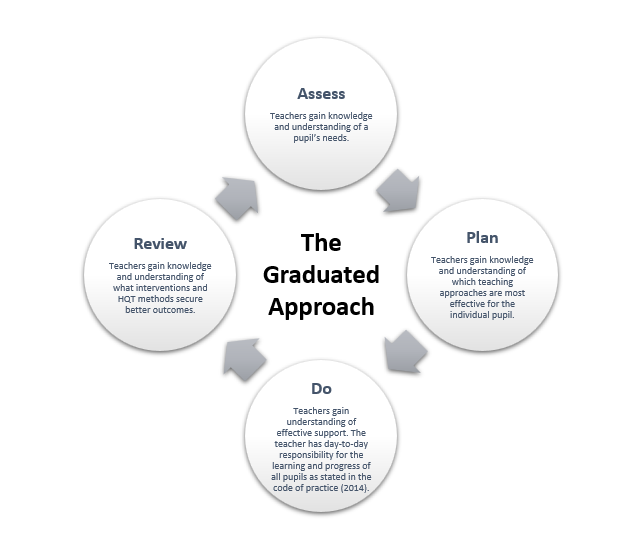 Assess
Teachers gain knowledge
and understanding of a
pupil's needs.
Plan
Teachers gain knowledge
and understanding of
which teaching
approaches are most
effective for the
individual pupil.
Do
Teachers gain
understanding of
effective support. The
teacher has day-to-day
responsibility for the
learning and progress of
all pupils as stated in the
code of practice (2014).
Review
Teachers gain knowledge
and understanding of
what interventions and
HQT methods secure
better outcomes.
The
Graduated
Approach